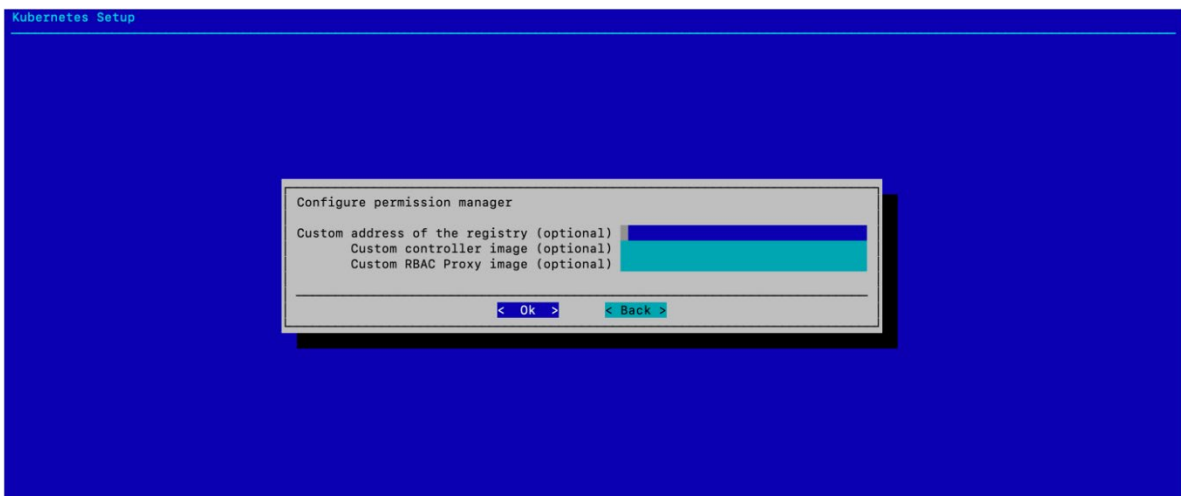 Kubernetes Setup
Configure permission manager
Custom address of the registry (optional)
Custom controller image (optional)
Custom RBAC Proxy image (optional)
< Ok > < Back >